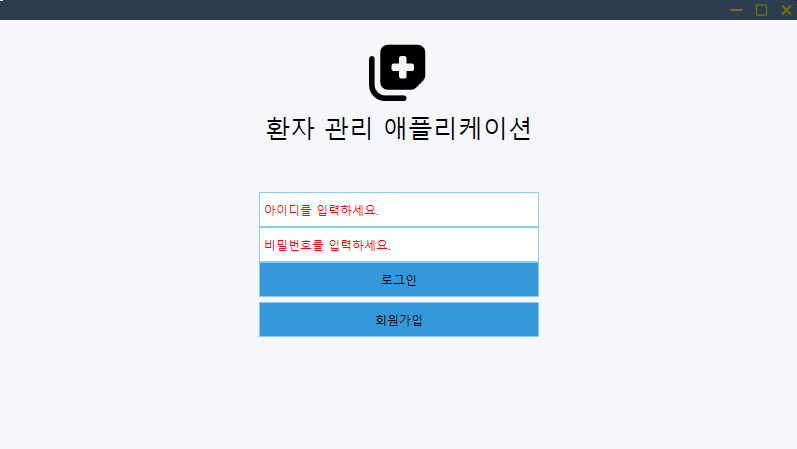 환자 관리 애플리케이션
아이디를 입력하세요.
비밀번호를 입력하세요.
로그인
회원가입